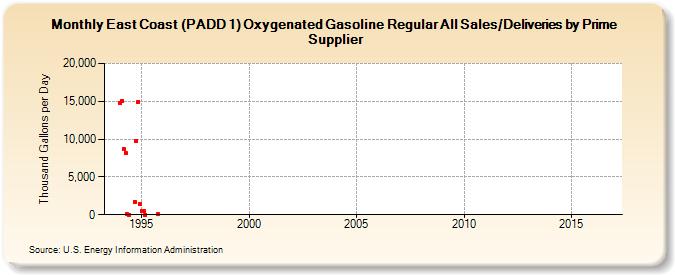 Monthly East Coast (PADD 1) Oxygenated Gasoline Regular All Sales/Deliveries by Prime
Supplier
Thousand Gallons per Day
20,000
15,000
10,000
5,000
0
1995 2000 2005 2010 2015
Source: U.S. Energy Information Administration